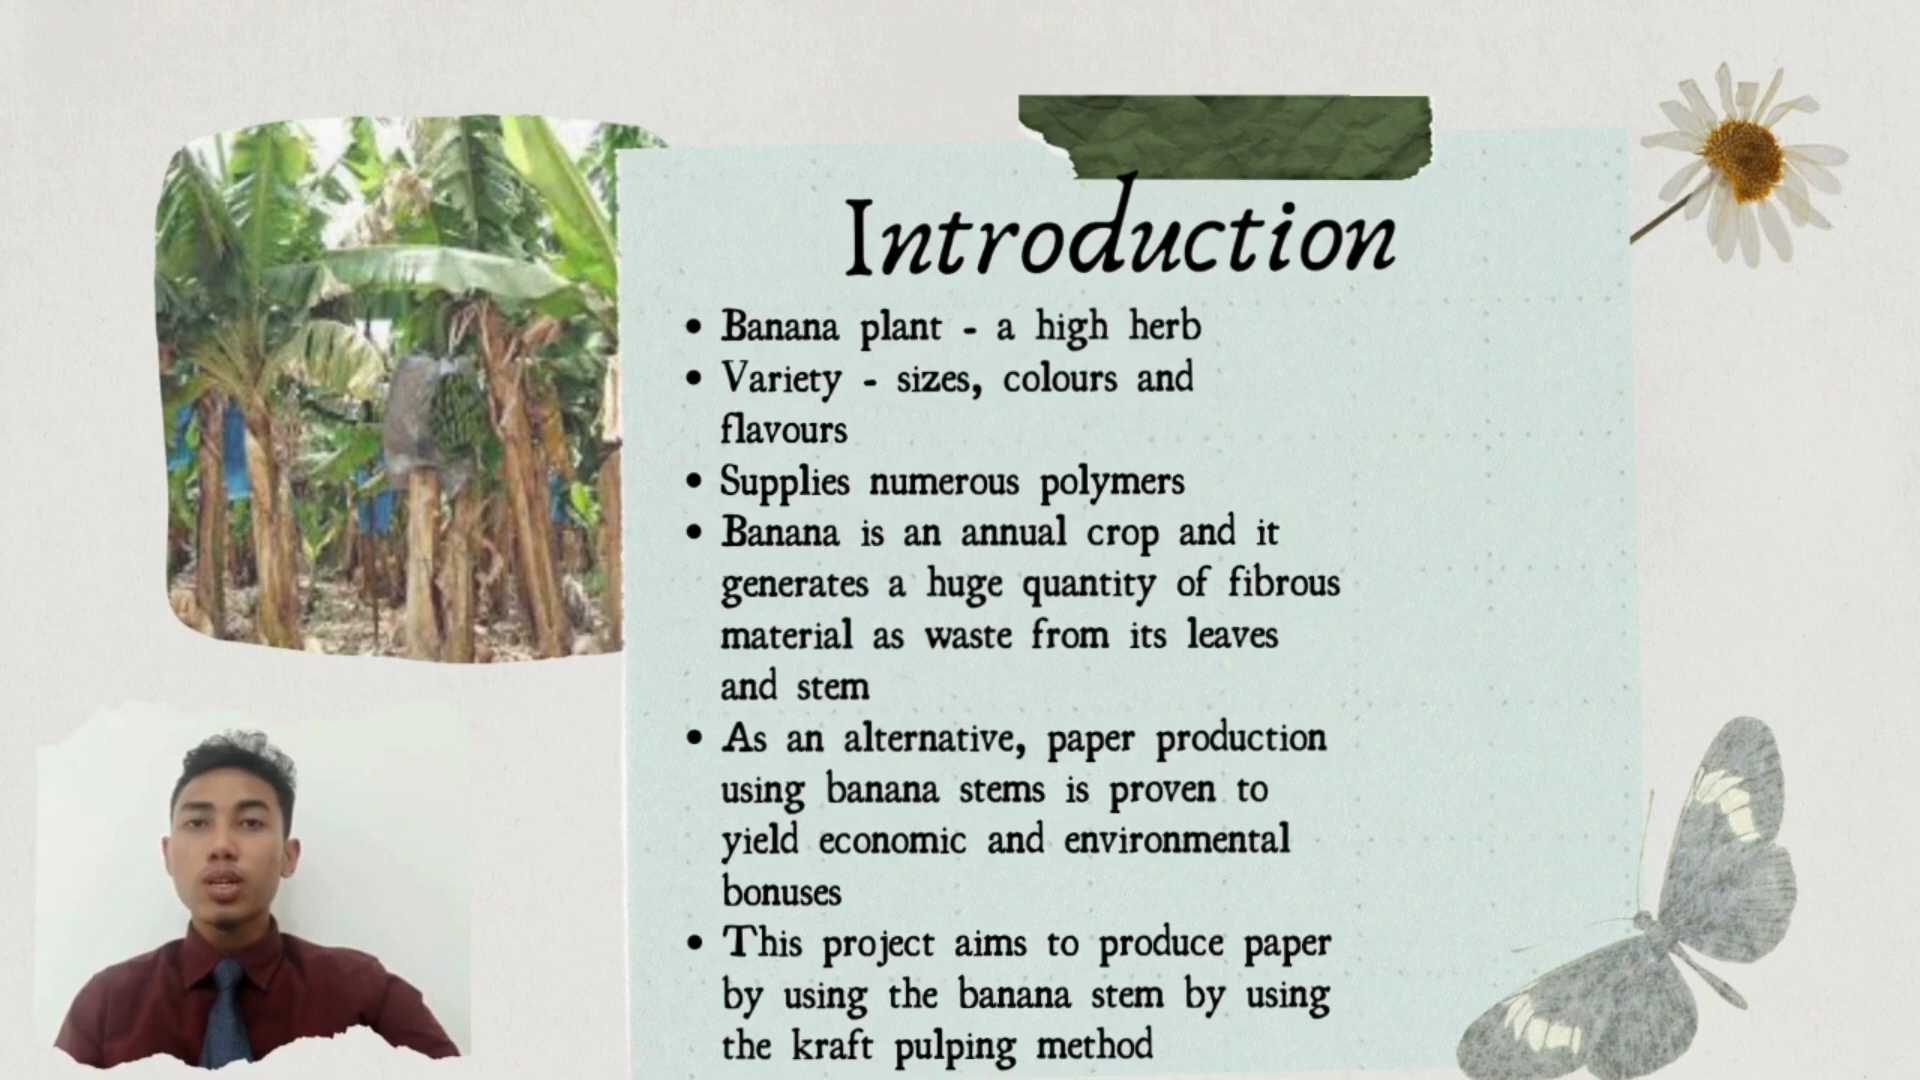 Introduction
• Banana plant - a high herb
• Variety - sizes, colours and
flavours
• Supplies numerous polymers
• Banana is an annual crop and it
generates a huge quantity of fibrous
material as waste from its leaves
and stem
• As an alternative, paper production
using banana stems is proven to
yield economic and environmental
bonuses
• This project aims to produce paper
by using the banana stem by using
the kraft pulping method